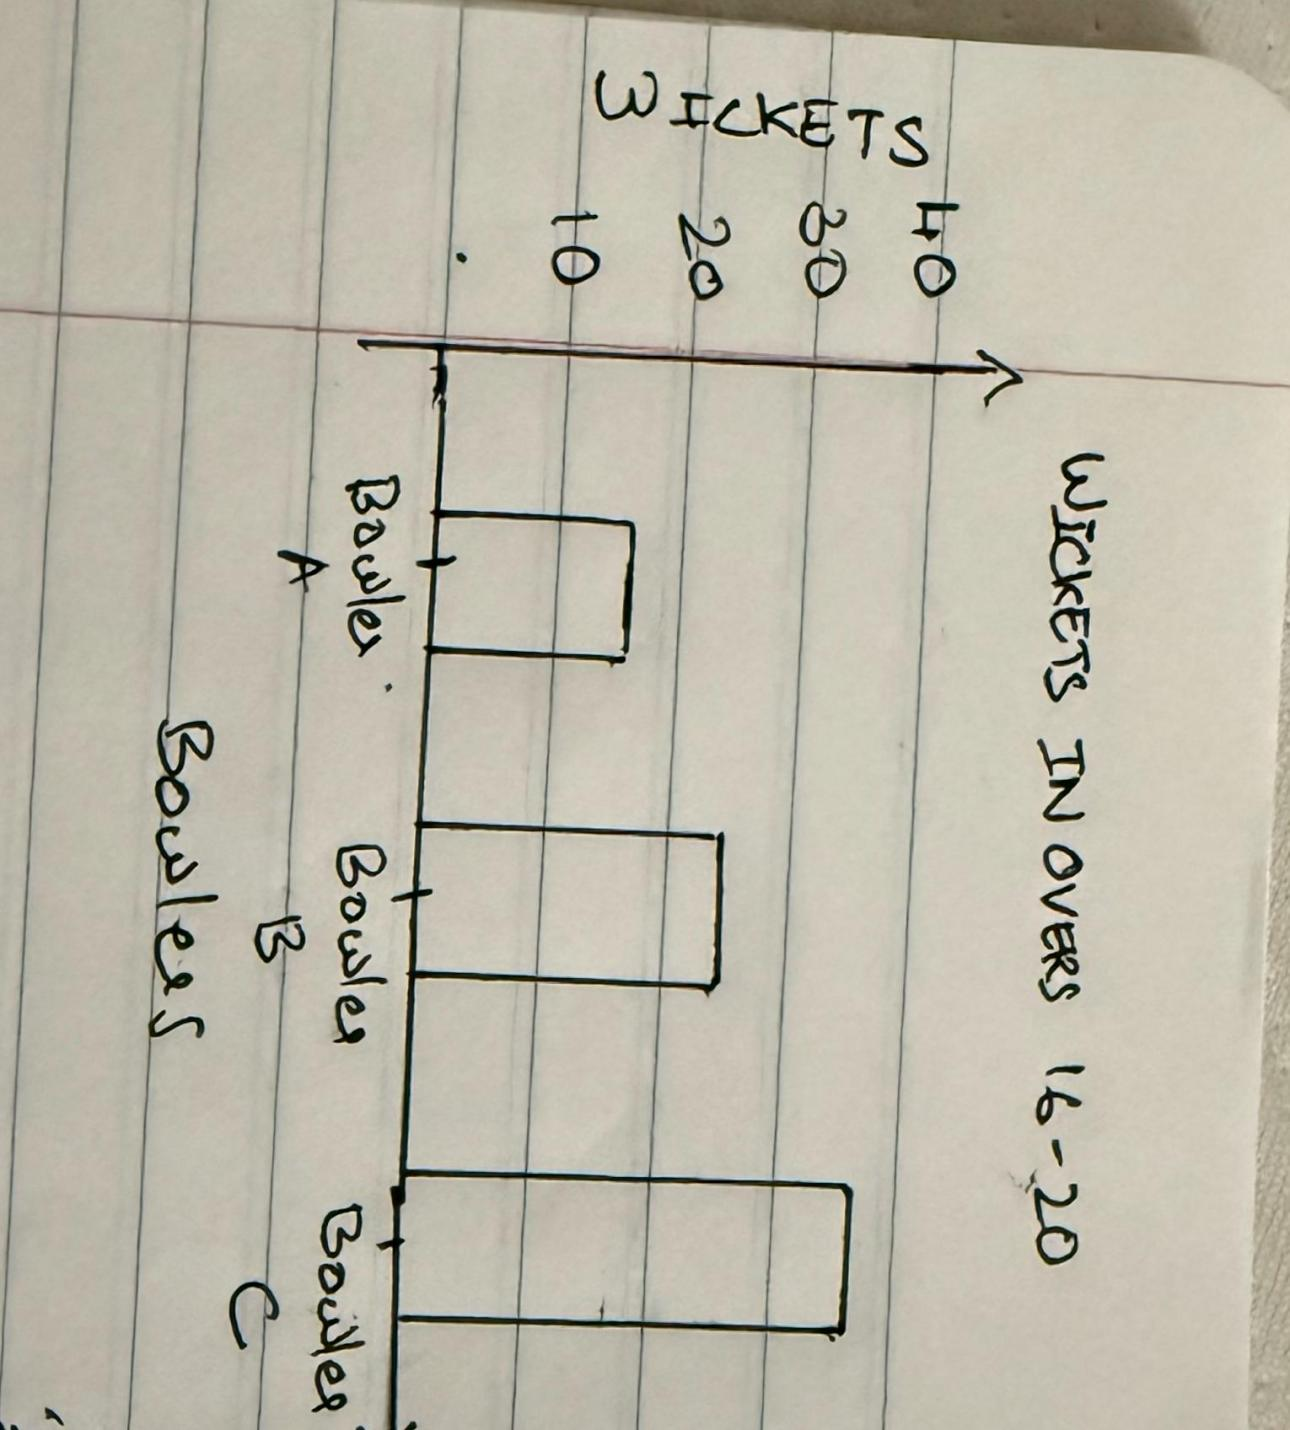 WICKETS IN OVERS 16-20
WICKETS
40
30
20
10
Bowler Bowler Bowler
A B C
Bowlers